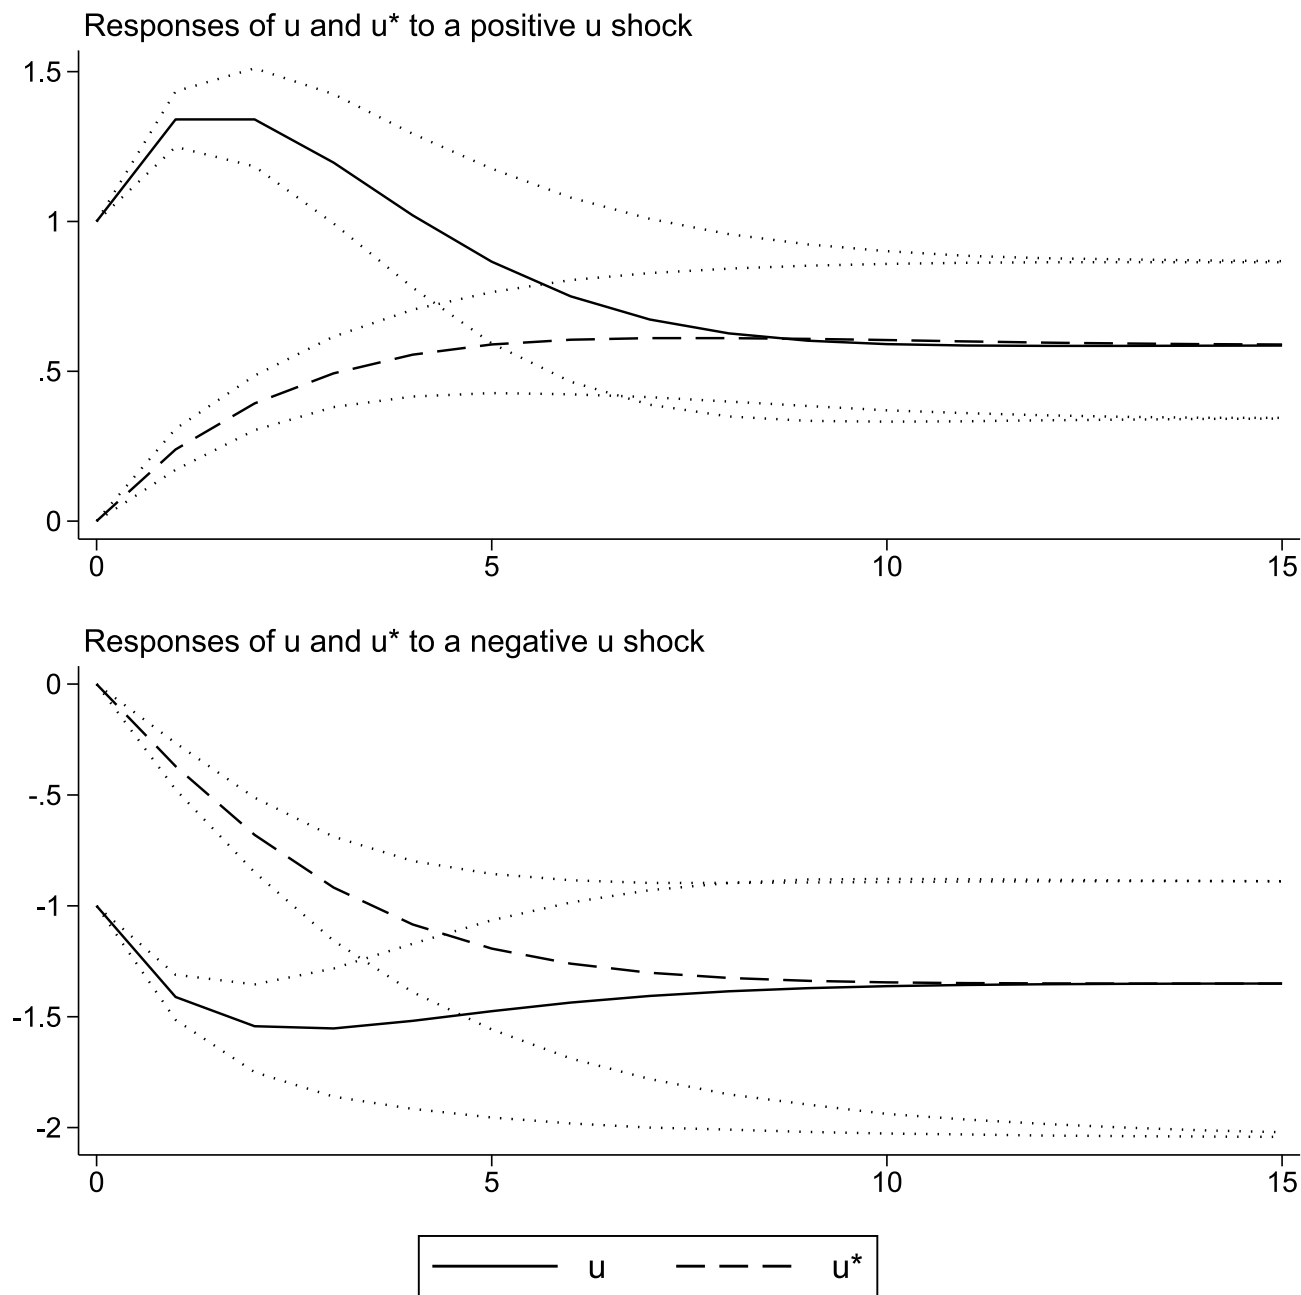 Responses of u and u* to a positive u shock
1.5
1
.5
0
0 5 10 15
Responses of u and u* to a negative u shock
0
-.5
-1
-1.5
-2
0 5 10 15
u u*